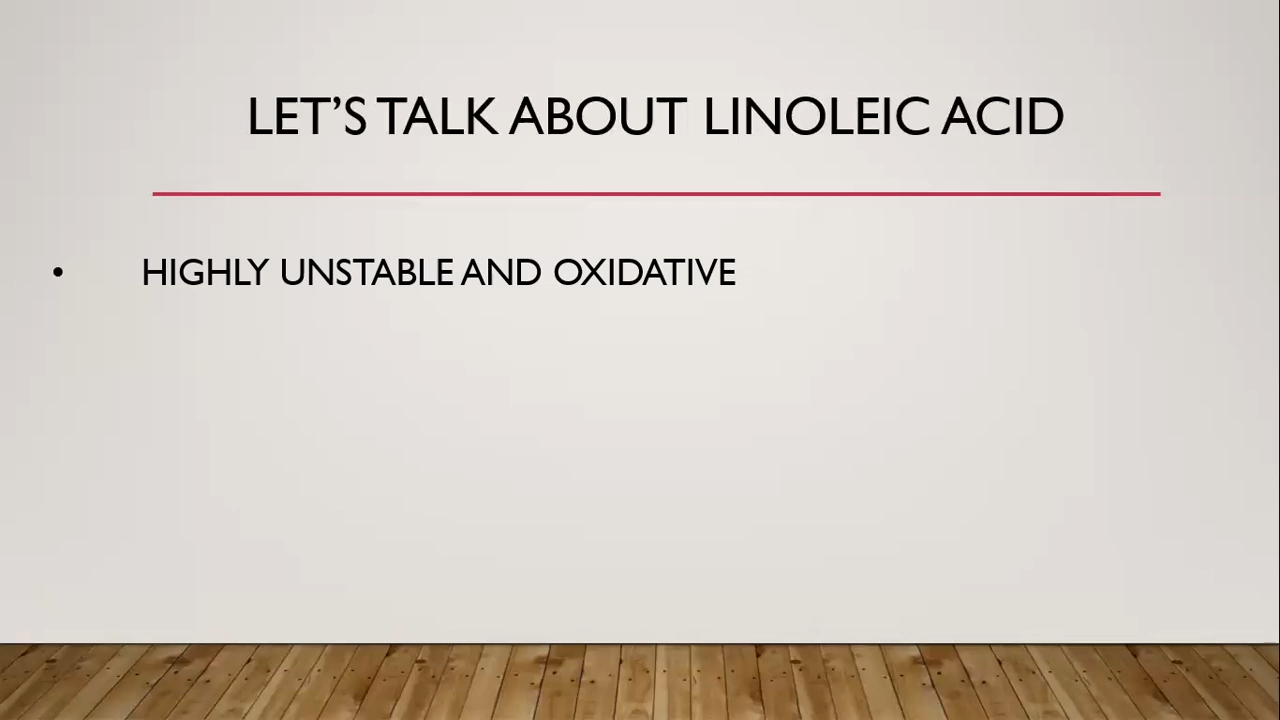 LET’S TALK ABOUT LINOLEIC ACID
• HIGHLY UNSTABLE AND OXIDATIVE